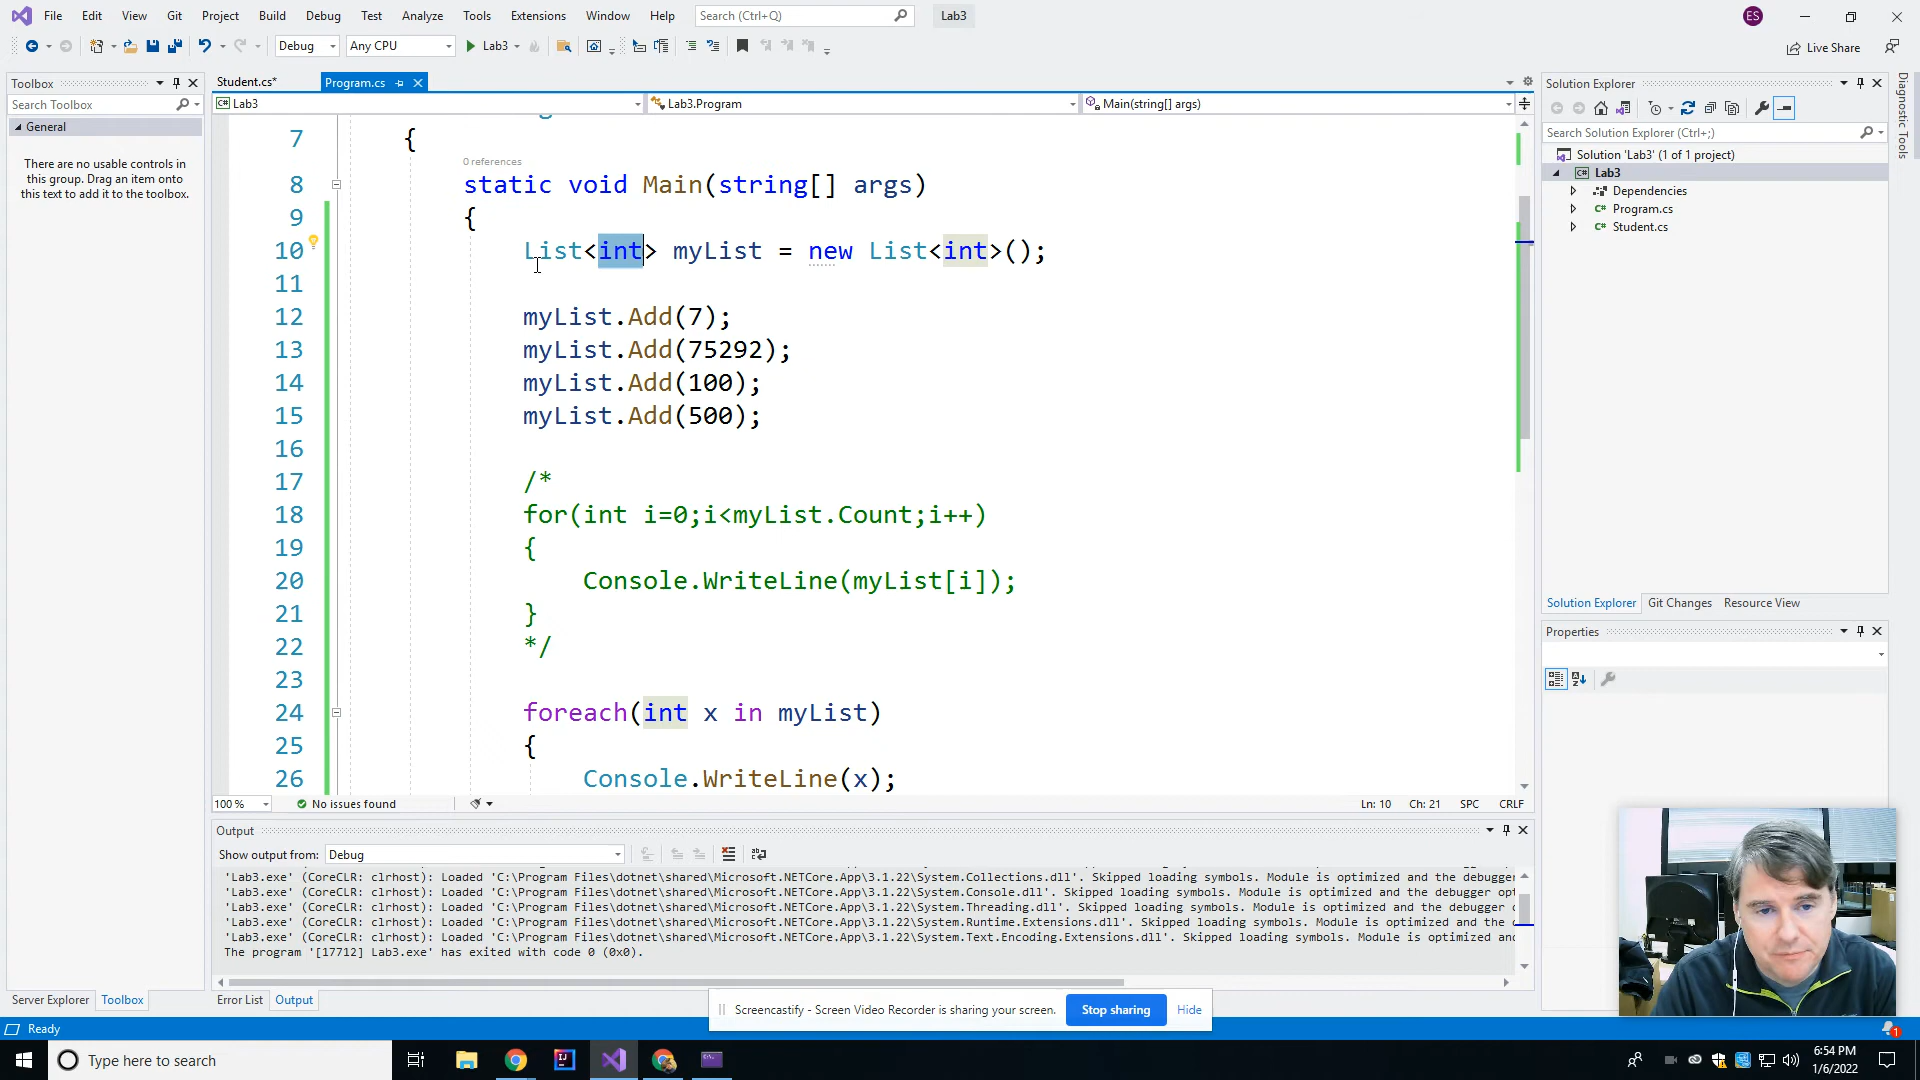 File Edit View Git Project Build Debug Test Analyze Tools Extensions Window Help Search (Ctrl+Q) Lab3 ES
Debug Any CPU Lab3 Live Share
Toolbox
Search Toolbox
General
There are no usable controls in
this group. Drag an item onto
this text to add it to the toolbox.
Server Explorer Toolbox
Student.cs* Program.cs
Lab3 Lab3.Program Main(string[] args)
7 {
0 references
8 static void Main(string[] args)
9 {
10 List<int> myList = new List<int>();
11
12 myList.Add(7);
13 myList.Add(75292);
14 myList.Add(100);
15 myList.Add(500);
16
17 /*
18 for(int i=0;i<myList.Count;i++)
19 {
20 Console.WriteLine(myList[i]);
21 }
22 */
23
24 foreach(int x in myList)
25 {
26 Console.WriteLine(x);
100 % No issues found Ln: 10 Ch: 21 SPC CRLF
Output
Show output from: Debug
'Lab3.exe' (CoreCLR: clrhost): Loaded 'C:\Program Files\dotnet\shared\Microsoft.NETCore.App\3.1.22\System.Collections.dll'. Skipped loading symbols. Module is optimized and the debugger
'Lab3.exe' (CoreCLR: clrhost): Loaded 'C:\Program Files\dotnet\shared\Microsoft.NETCore.App\3.1.22\System.Console.dll'. Skipped loading symbols. Module is optimized and the debugger opt
'Lab3.exe' (CoreCLR: clrhost): Loaded 'C:\Program Files\dotnet\shared\Microsoft.NETCore.App\3.1.22\System.Threading.dll'. Skipped loading symbols. Module is optimized and the debugger
'Lab3.exe' (CoreCLR: clrhost): Loaded 'C:\Program Files\dotnet\shared\Microsoft.NETCore.App\3.1.22\System.Runtime.Extensions.dll'. Skipped loading symbols. Module is optimized and the
'Lab3.exe' (CoreCLR: clrhost): Loaded 'C:\Program Files\dotnet\shared\Microsoft.NETCore.App\3.1.22\System.Text.Encoding.Extensions.dll'. Skipped loading symbols. Module is optimized
The program '[17712] Lab3.exe' has exited with code 0 (0x0).
Error List Output
Solution Explorer
Search Solution Explorer (Ctrl+;)
Solution 'Lab3' (1 of 1 project)
Lab3
Dependencies
C# Program.cs
C# Student.cs
Solution Explorer Git Changes Resource View
Properties
Diagnostic Tools
Screencastify - Screen Video Recorder is sharing your screen. Stop sharing Hide
Ready
1
Type here to search
6:54 PM
1/6/2022